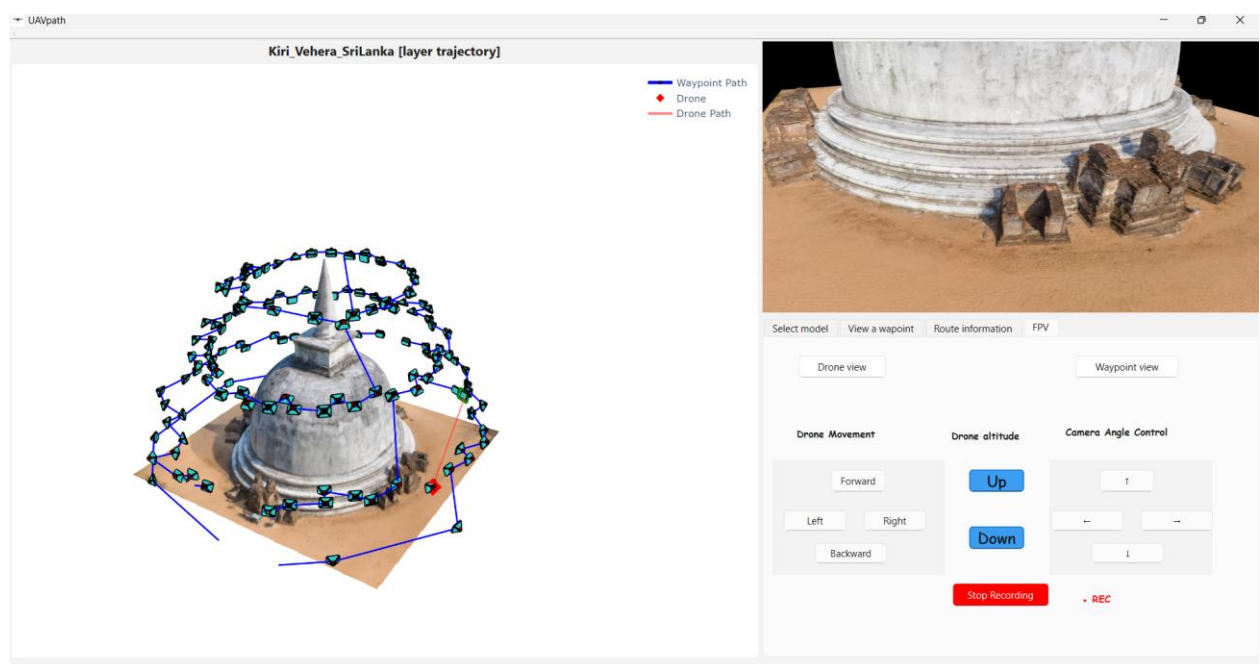 UAVpath
Kiri_Vehera_SriLanka [layer trajectory]
Waypoint Path
Drone
Drone Path
Select model
View a wapoint
Route information
FPV
Drone view
Waypoint view
Drone Movement
Drone altitude
Camera Angle Control
Forward
Up
↑
Left
Right
←
→
Down
Backward
↓
Stop Recording
• REC